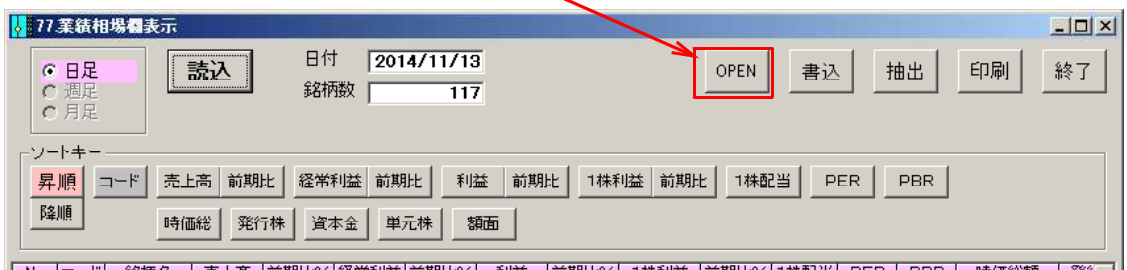 77.業績相場欄表示
日足
週足
月足
読込
日付 2014/11/13
銘柄数 117
OPEN 書込 抽出 印刷 終了
ソートキー
昇順 コード 売上高 前期比 経常利益 前期比 利益 前期比 1株利益 前期比 1株配当 PER PBR
降順 時価総 発行株 資本金 単元株 額面